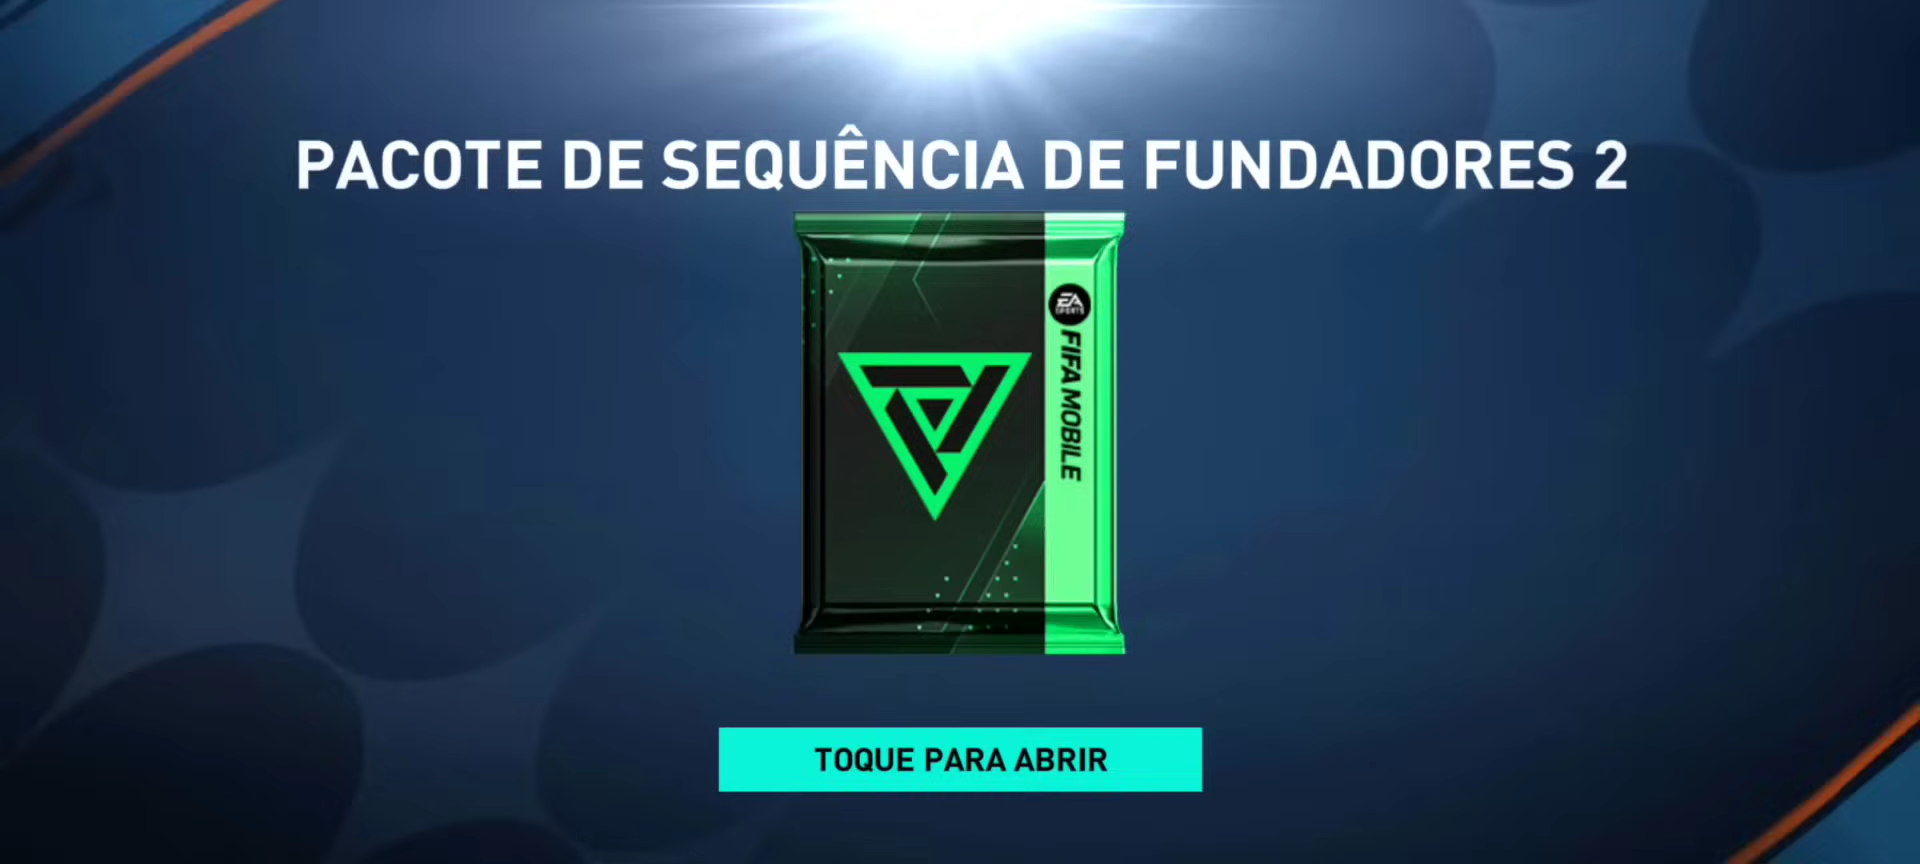 PACOTE DE SEQUÊNCIA DE FUNDADORES 2
EA
SPORTS
FIFA MOBILE
TOQUE PARA ABRIR